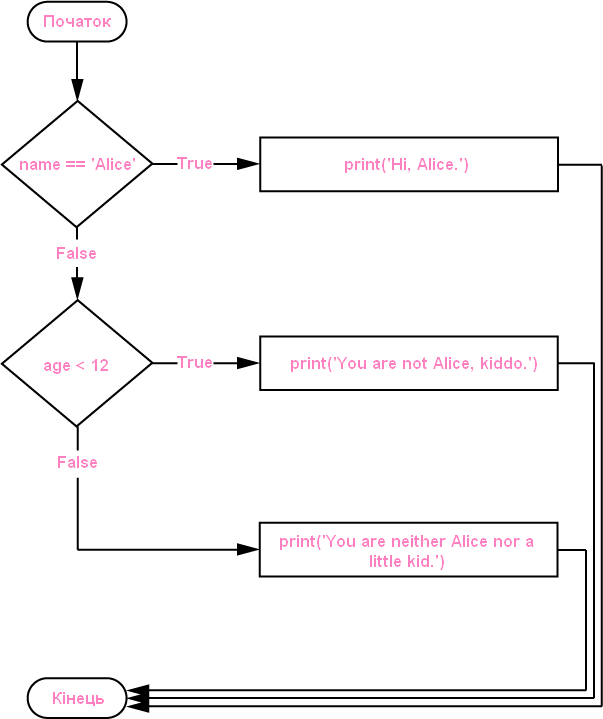 Початок
name == 'Alice'
True
print('Hi, Alice.')
False
age < 12
True
print('You are not Alice, kiddo.')
False
print('You are neither Alice nor a
little kid.')
Кінець